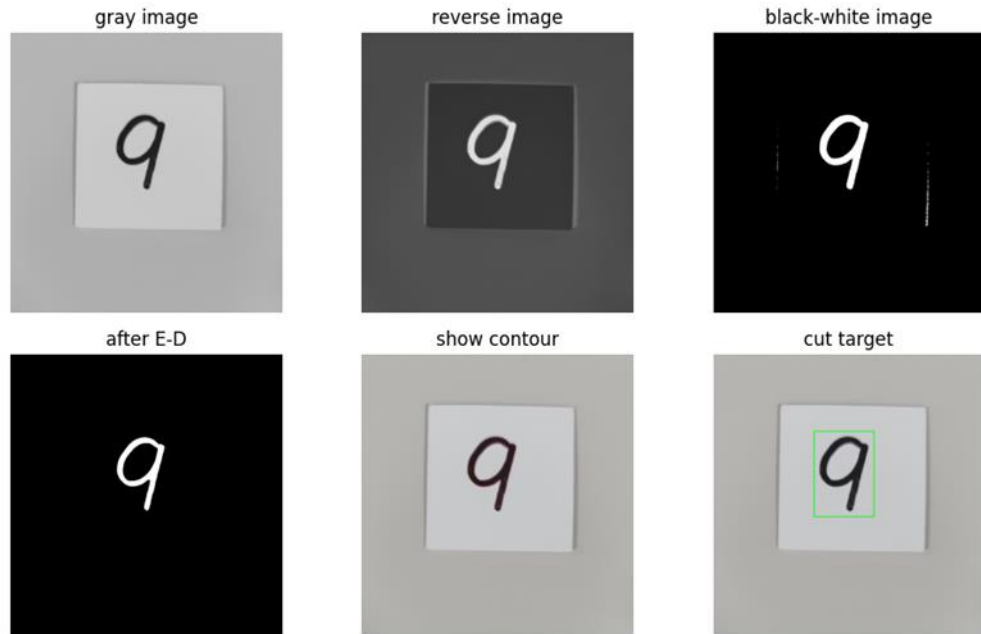 gray image
reverse image
black-white image
9
9
9
after E-D
show contour
cut target
9
9
9